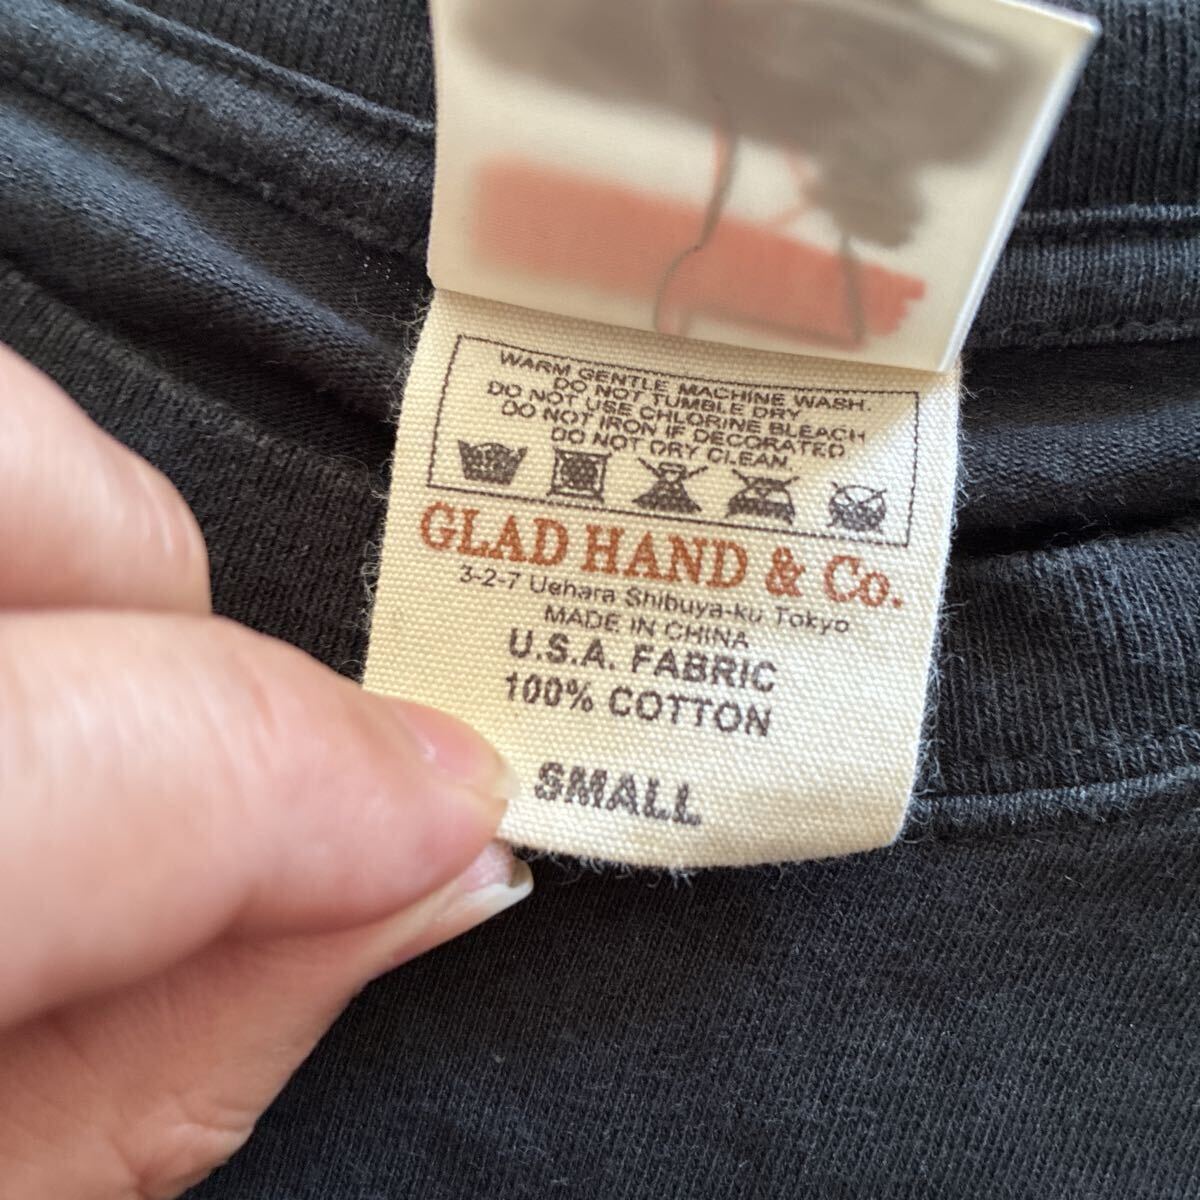 WARM GENTLE MACHINE WASH.
DO NOT TUMBLE DRY
DO NOT USE CHLORINE BLEACH
DO NOT IRON IF DECORATED
DO NOT DRY CLEAN.
GLAD HAND & Co.
3-2-7 Uehara Shibuya-ku Tokyo
MADE IN CHINA
U.S.A. FABRIC
100% COTTON
SMALL